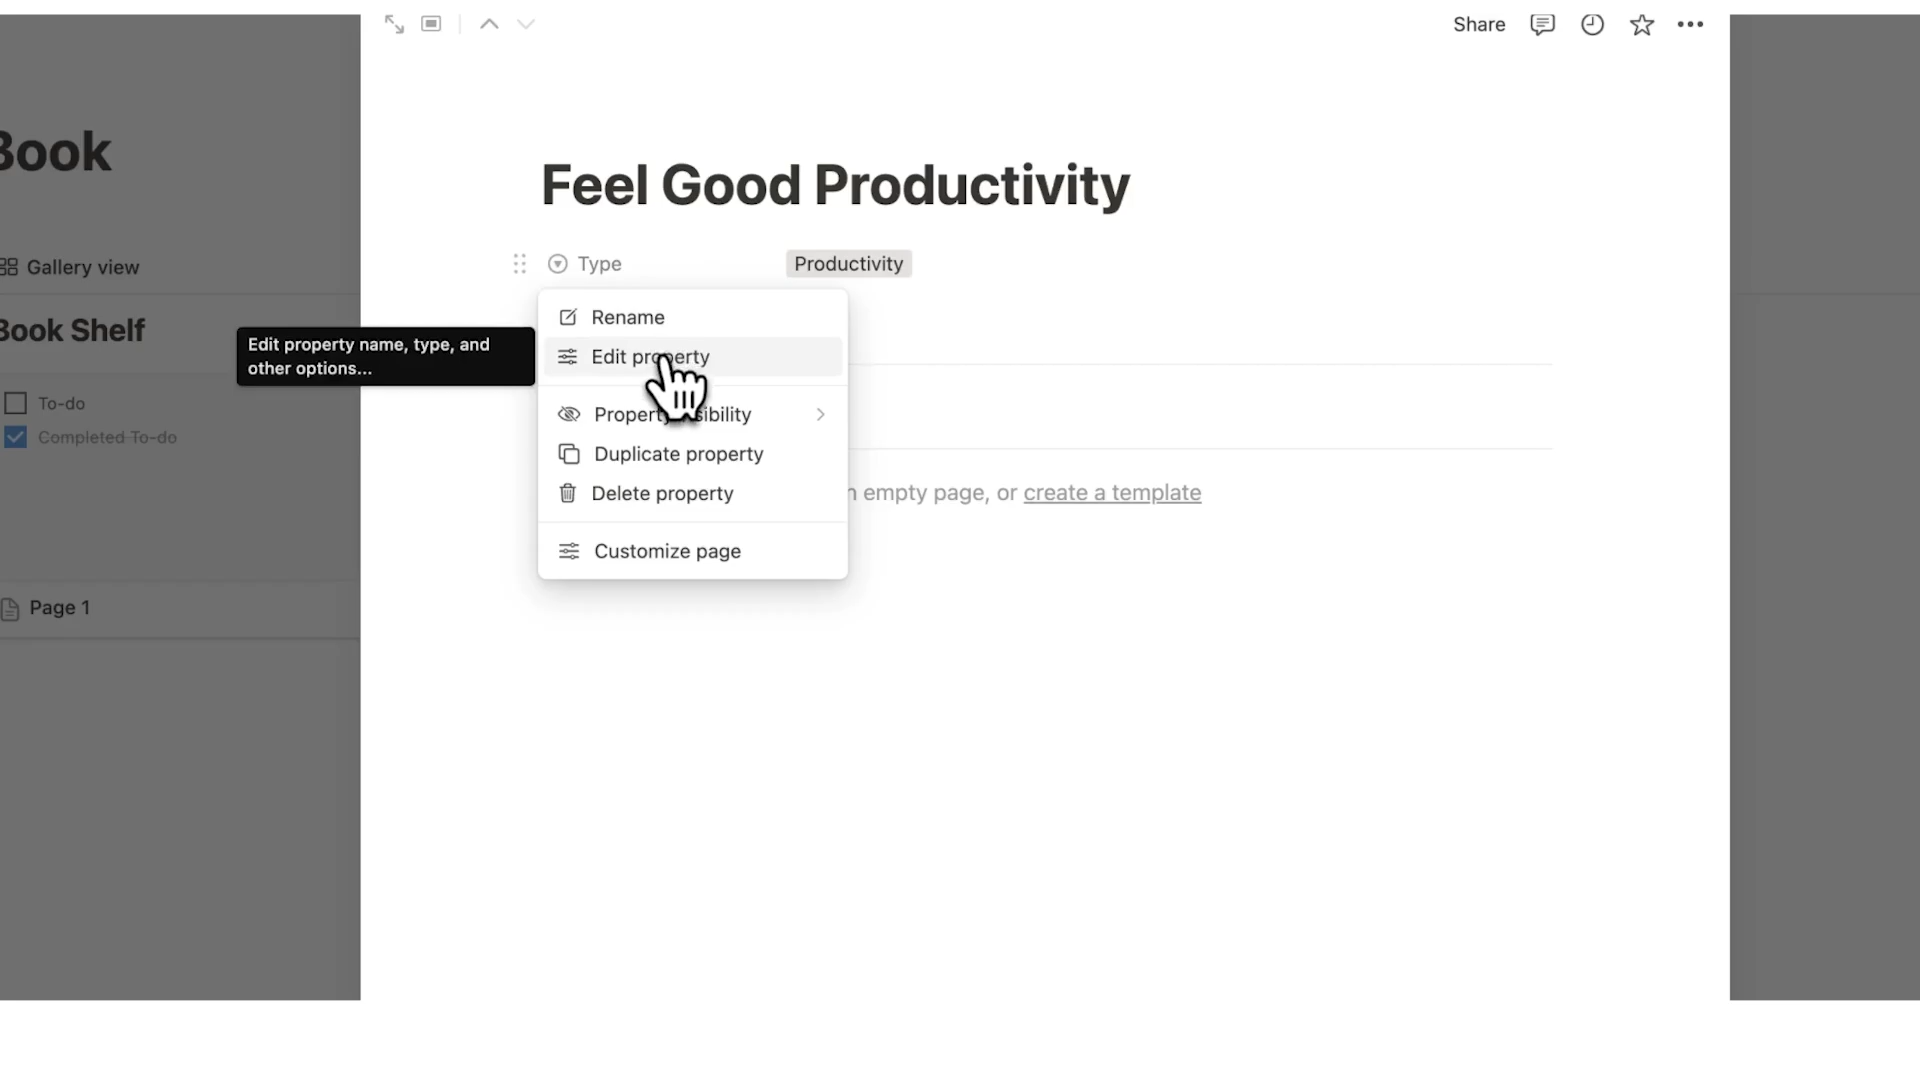 Share
Book
Feel Good Productivity
Type
Productivity
Gallery view
Rename
Book Shelf
Edit property name, type, and
other options...
Edit property
To-do
Property
Completed To-do
Duplicate property
Delete property
empty page, or create a template
Customize page
Page 1